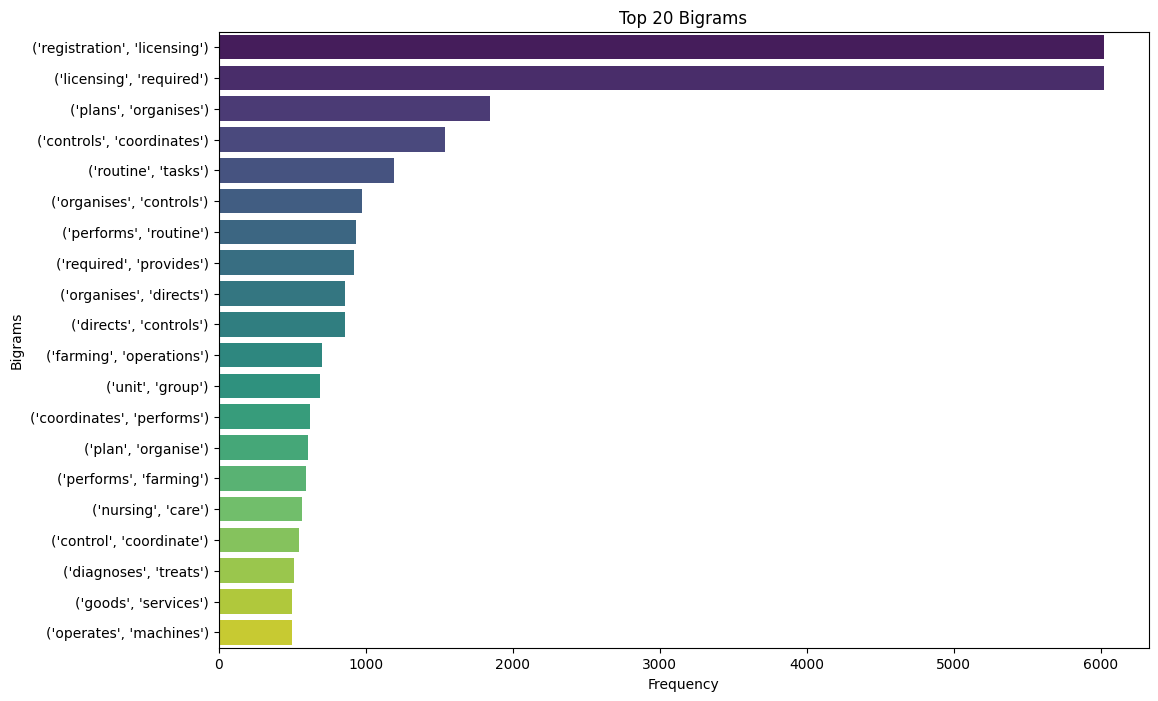 Top 20 Bigrams
('registration', 'licensing')
('licensing', 'required')
('plans', 'organises')
('controls', 'coordinates')
('routine', 'tasks')
('organises', 'controls')
('performs', 'routine')
('required', 'provides')
('organises', 'directs')
('directs', 'controls')
('farming', 'operations')
('unit', 'group')
('coordinates', 'performs')
('plan', 'organise')
('performs', 'farming')
('nursing', 'care')
('control', 'coordinate')
('diagnoses', 'treats')
('goods', 'services')
('operates', 'machines')
Bigrams
0 1000 2000 3000 4000 5000 6000
Frequency